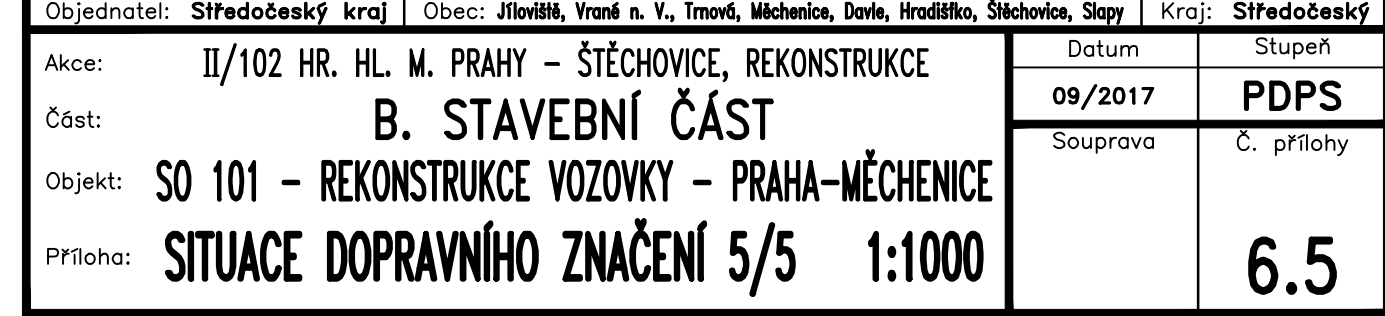 Objednatel: Středočeský kraj Obec: Jíloviště, Vrané n. V., Trnová, Měchenice, Davle, Hradišťko, Štěchovice, Slapy Kraj: Středočeský
Akce: II/102 HR. HL. M. PRAHY – ŠTĚCHOVICE, REKONSTRUKCE
Datum Stupeň
Část: B. STAVEBNÍ ČÁST
09/2017 PDPS
Souprava Č. přílohy
Objekt: SO 101 – REKONSTRUKCE VOZOVKY – PRAHA–MĚCHENICE
Příloha: SITUACE DOPRAVNÍHO ZNAČENÍ 5/5 1:1000
6.5